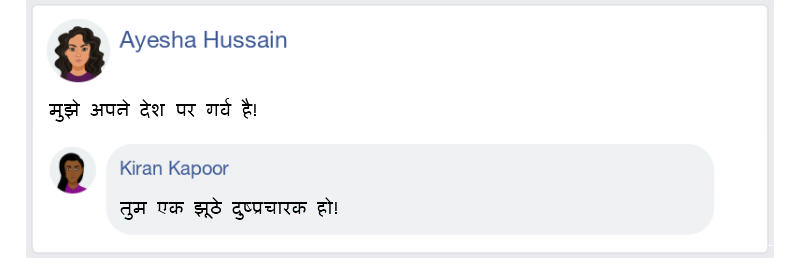 Ayesha Hussain
मुझे अपने देश पर गर्व है!
Kiran Kapoor
तुम एक झूठे दुष्प्रचारक हो!